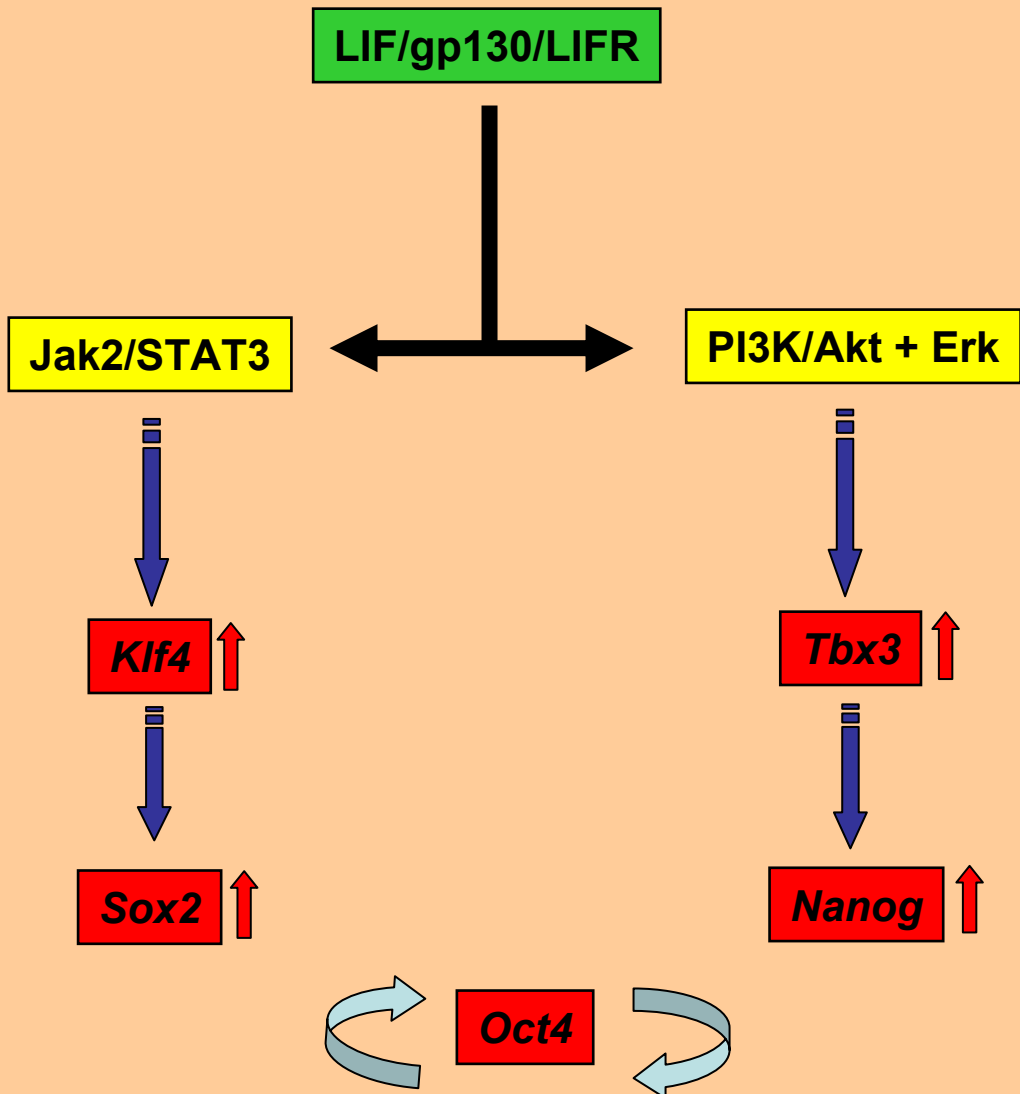 LIF/gp130/LIFR
Jak2/STAT3
PI3K/Akt + Erk
Klf4
Tbx3
Sox2
Nanog
Oct4